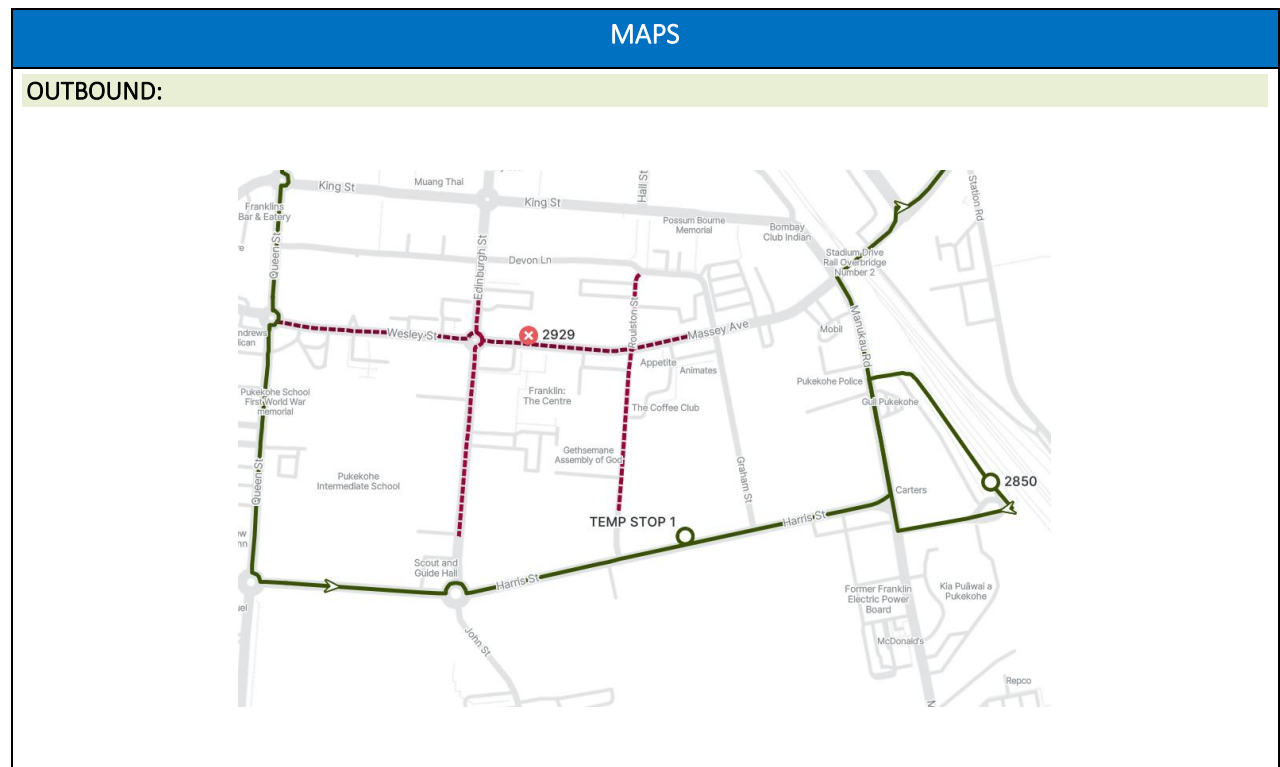 MAPS
OUTBOUND:
King St
Muang Thai
King St
Hall St
Station Rd
Franklins
Bar & Eatery
Possum Bourne
Memorial
Bombay
Club Indian
Queen St
Edinburgh St
Devon Ln
Stadium Drive
Rail Overbridge
Number 2
Roulston St
Manukau Rd
Wesley St
2929
Massey Ave
Mobil
ndrews
lican
Appetite
Animates
Pukekohe Police
Pukekohe School
First World War
memorial
Franklin:
The Centre
The Coffee Club
Gull Pukekohe
Gethsemane
Assembly of God
Queen St
Pukekohe
Intermediate School
Graham St
2850
Carters
TEMP STOP 1
Harris St
Scout and
Guide Hall
Harris St
Former Franklin
Electric Power
Board
Kia Puāwai a
Pukekohe
John St
McDonald's
Repco